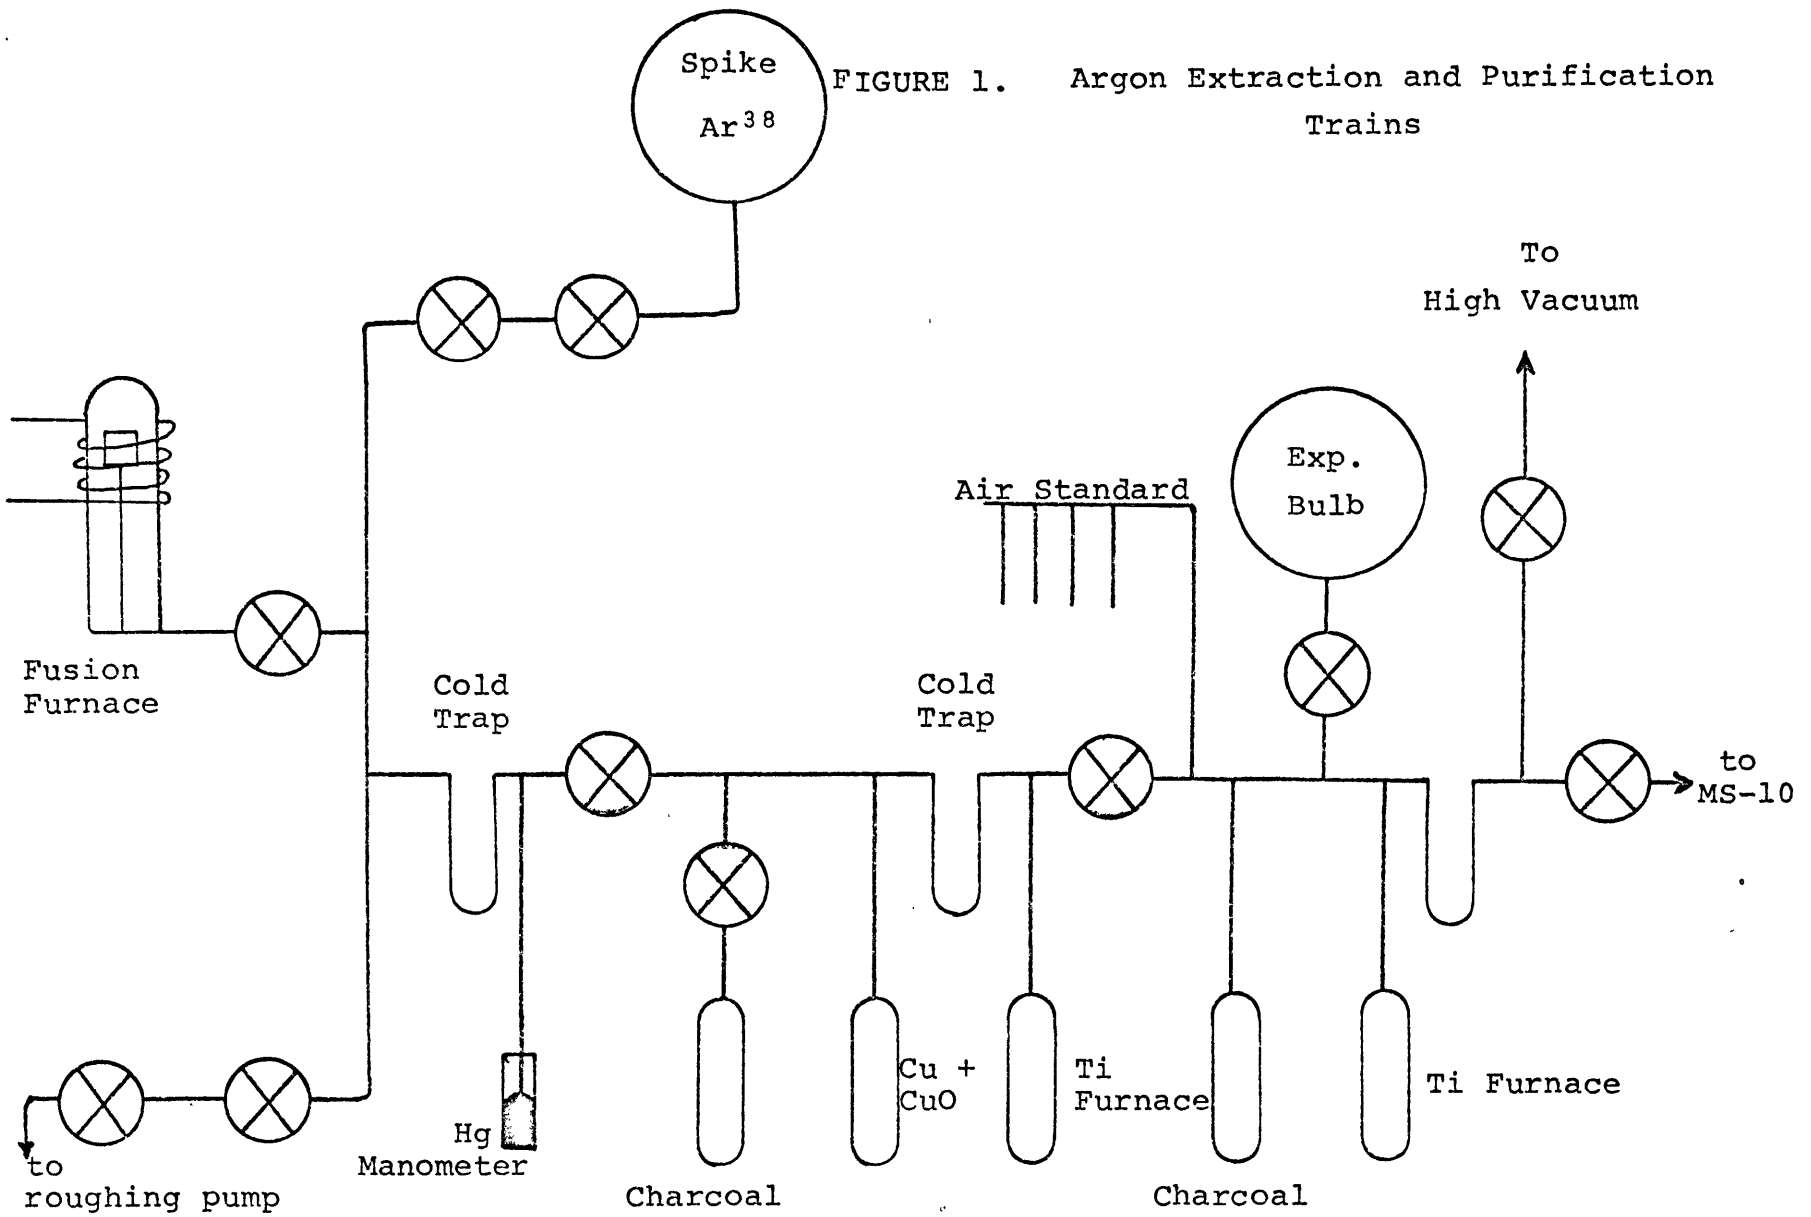 Spike
Ar³⁸
FIGURE 1. Argon Extraction and Purification
Trains
To
High Vacuum
Exp.
Bulb
Air Standard
Fusion
Furnace
Cold
Trap
Cold
Trap
to
MS-10
Cu +
CuO
Ti
Furnace
Ti Furnace
Hg
Manometer
to
roughing pump
Charcoal
Charcoal